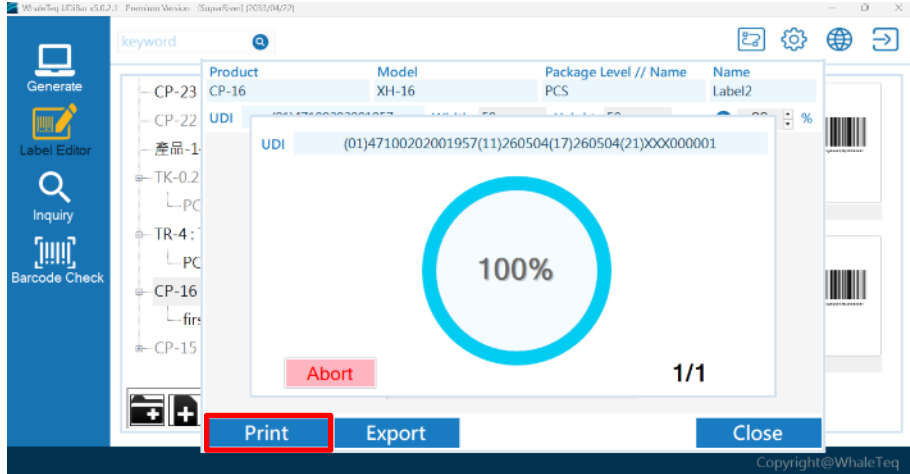 WhaleTeq UDIBar v5.0.2.1 Premium Version [SuperRiver] (2033/04/22)
keyword
Generate
Label Editor
Inquiry
Barcode Check
CP-23
CP-22
產品-1
TK-0.2
PC
TR-4 :
PC
CP-16
firs
CP-15
Product Model Package Level // Name Name
CP-16 XH-16 PCS Label2
UDI %
UDI (01)47100202001957(11)260504(17)260504(21)XXX000001
100%
Abort 1/1
Print Export Close
Copyright@WhaleTeq